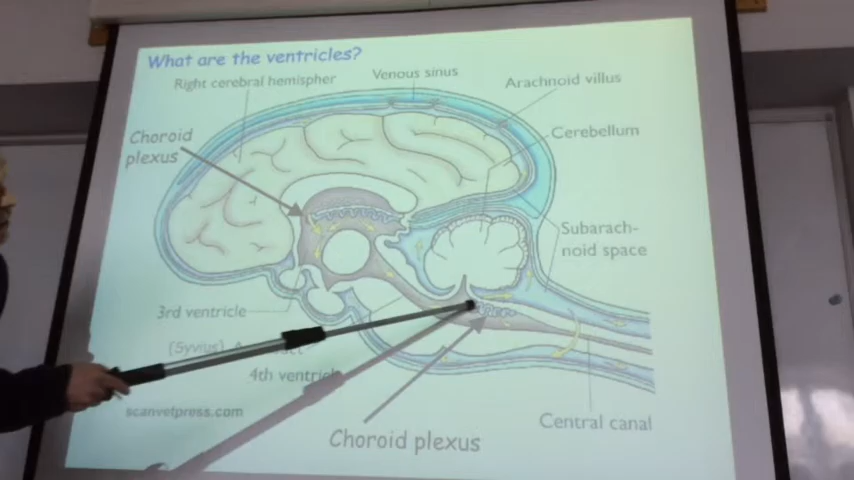 What are the ventricles?
Right cerebral hemispher
Venous sinus
Arachnoid villus
Choroid
plexus
Cerebellum
Subarach-
noid space
3rd ventricle
(Sylvius)
4th ventricle
scanvetpress.com
Choroid plexus
Central canal